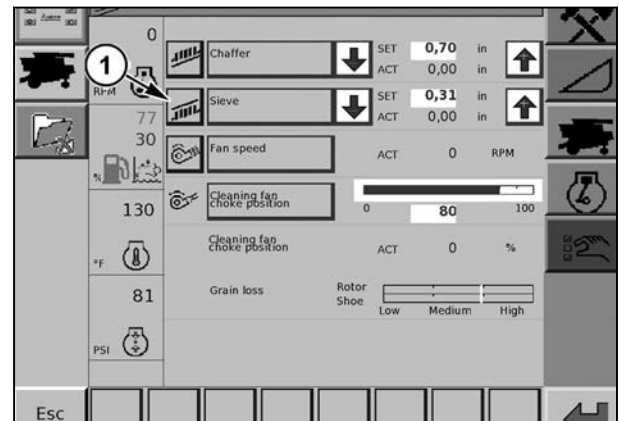 0
1
RPM
77
30
%
130
°F
81
PSI
Chaffer
SET 0,70 in
ACT 0,00 in
Sieve
SET 0,31 in
ACT 0,00 in
Fan speed
ACT 0 RPM
Cleaning fan
choke position
0 80 100
Cleaning fan
choke position
ACT 0 %
Grain loss
Rotor
Shoe
Low Medium High
Esc